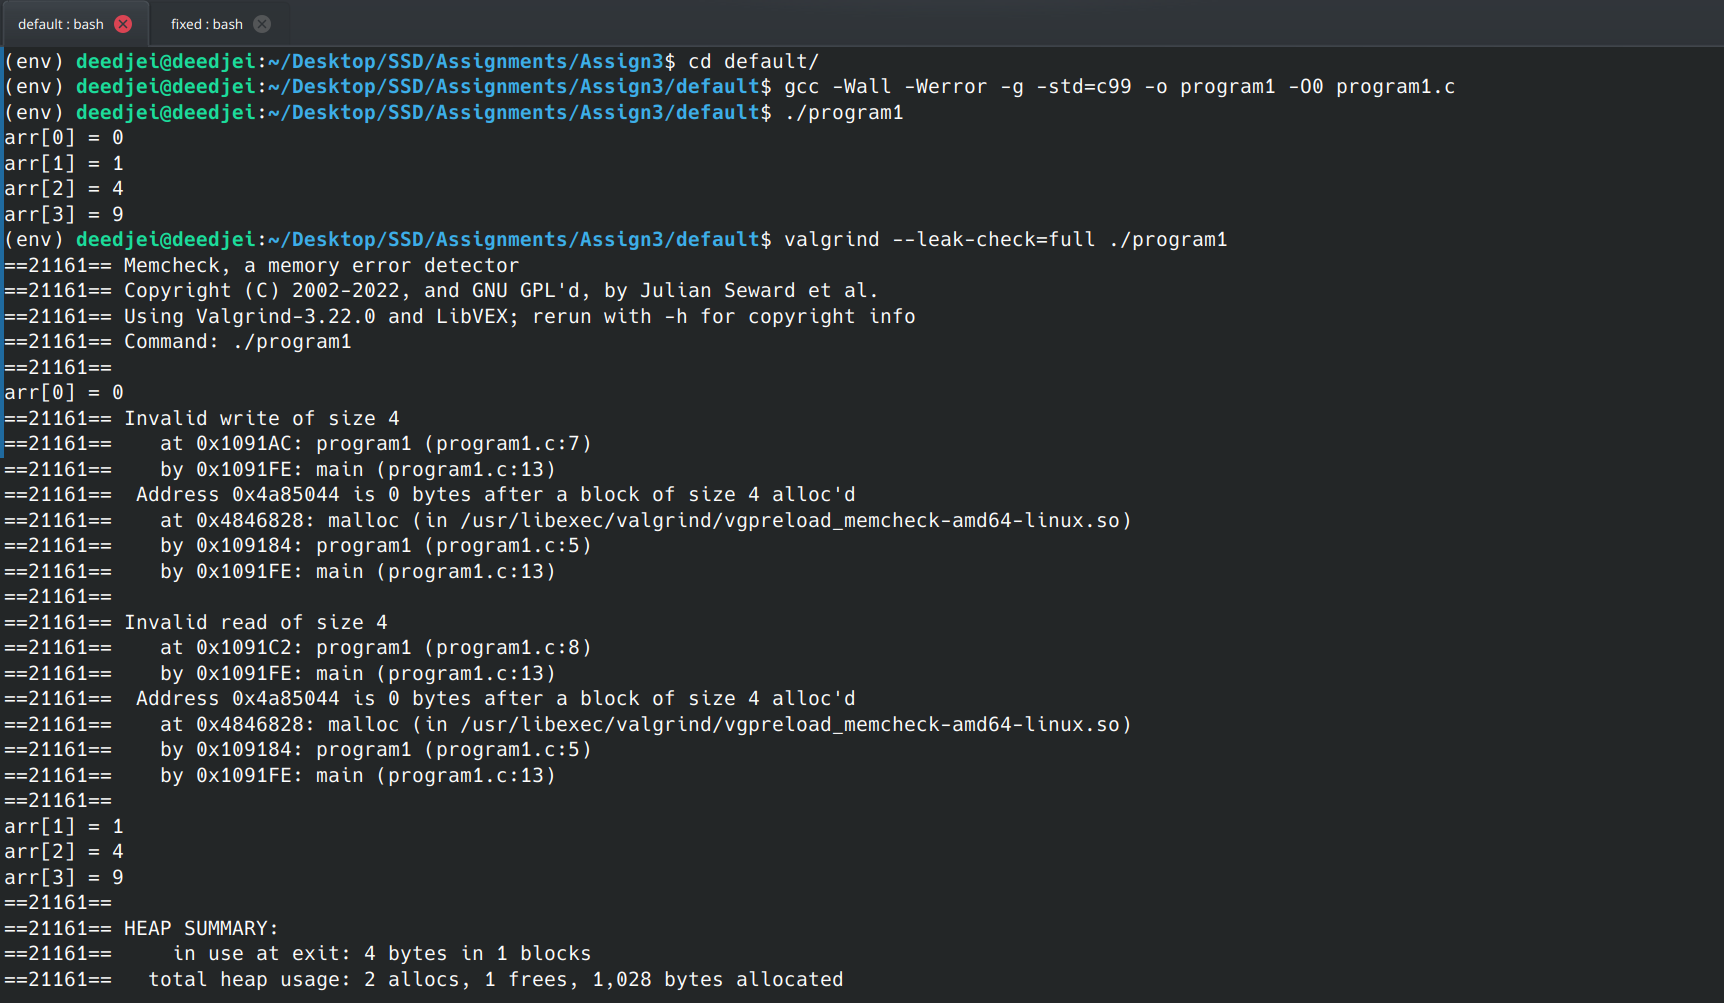 default : bash fixed : bash
(env) deedjei@deedjei:~/Desktop/SSD/Assignments/Assign3$ cd default/
(env) deedjei@deedjei:~/Desktop/SSD/Assignments/Assign3/default$ gcc -Wall -Werror -g -std=c99 -o program1 -O0 program1.c
(env) deedjei@deedjei:~/Desktop/SSD/Assignments/Assign3/default$ ./program1
arr[0] = 0
arr[1] = 1
arr[2] = 4
arr[3] = 9
(env) deedjei@deedjei:~/Desktop/SSD/Assignments/Assign3/default$ valgrind --leak-check=full ./program1
==21161== Memcheck, a memory error detector
==21161== Copyright (C) 2002-2022, and GNU GPL'd, by Julian Seward et al.
==21161== Using Valgrind-3.22.0 and LibVEX; rerun with -h for copyright info
==21161== Command: ./program1
==21161==
arr[0] = 0
==21161== Invalid write of size 4
==21161==    at 0x1091AC: program1 (program1.c:7)
==21161==    by 0x1091FE: main (program1.c:13)
==21161==  Address 0x4a85044 is 0 bytes after a block of size 4 alloc'd
==21161==    at 0x4846828: malloc (in /usr/libexec/valgrind/vgpreload_memcheck-amd64-linux.so)
==21161==    by 0x109184: program1 (program1.c:5)
==21161==    by 0x1091FE: main (program1.c:13)
==21161==
==21161== Invalid read of size 4
==21161==    at 0x1091C2: program1 (program1.c:8)
==21161==    by 0x1091FE: main (program1.c:13)
==21161==  Address 0x4a85044 is 0 bytes after a block of size 4 alloc'd
==21161==    at 0x4846828: malloc (in /usr/libexec/valgrind/vgpreload_memcheck-amd64-linux.so)
==21161==    by 0x109184: program1 (program1.c:5)
==21161==    by 0x1091FE: main (program1.c:13)
==21161==
arr[1] = 1
arr[2] = 4
arr[3] = 9
==21161==
==21161== HEAP SUMMARY:
==21161==     in use at exit: 4 bytes in 1 blocks
==21161==   total heap usage: 2 allocs, 1 frees, 1,028 bytes allocated